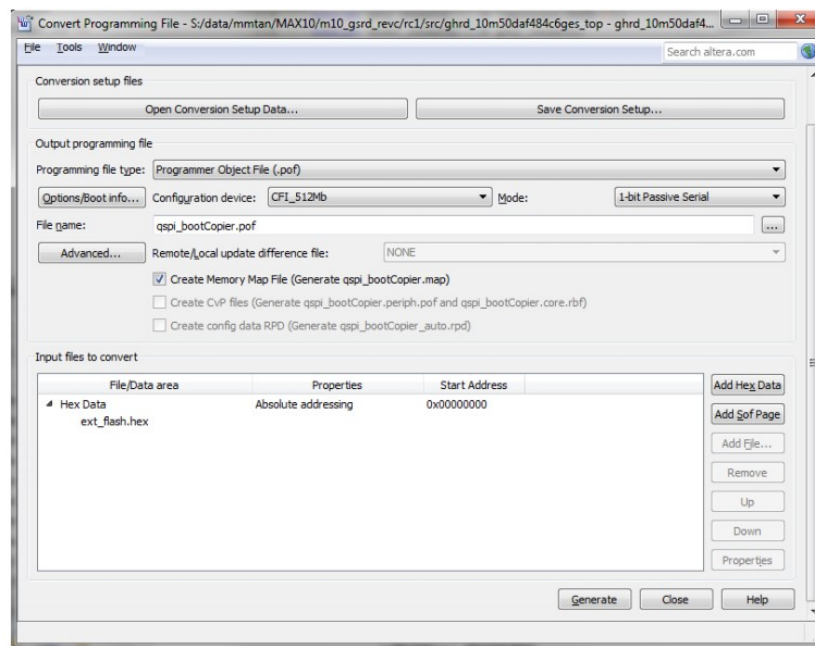 Convert Programming File - S:/data/mmtan/MAX10/m10_gsrd_revc/rc1/src/ghrd_10m50daf484c6ges_top - ghrd_10m50daf4...
File Tools Window
Search altera.com
Conversion setup files
Open Conversion Setup Data... Save Conversion Setup...
Output programming file
Programming file type: Programmer Object File (.pof)
Options/Boot info... Configuration device: CFI_512Mb Mode: 1-bit Passive Serial
File name: qspi_bootCopier.pof ...
Advanced... Remote/Local update difference file: NONE
Create Memory Map File (Generate qspi_bootCopier.map)
Create CvP files (Generate qspi_bootCopier.periph.pof and qspi_bootCopier.core.rbf)
Create config data RPD (Generate qspi_bootCopier_auto.rpd)
Input files to convert
File/Data area Properties Start Address
Hex Data Absolute addressing 0x00000000
ext_flash.hex
Add Hex Data
Add Sof Page
Add File...
Remove
Up
Down
Properties
Generate Close Help